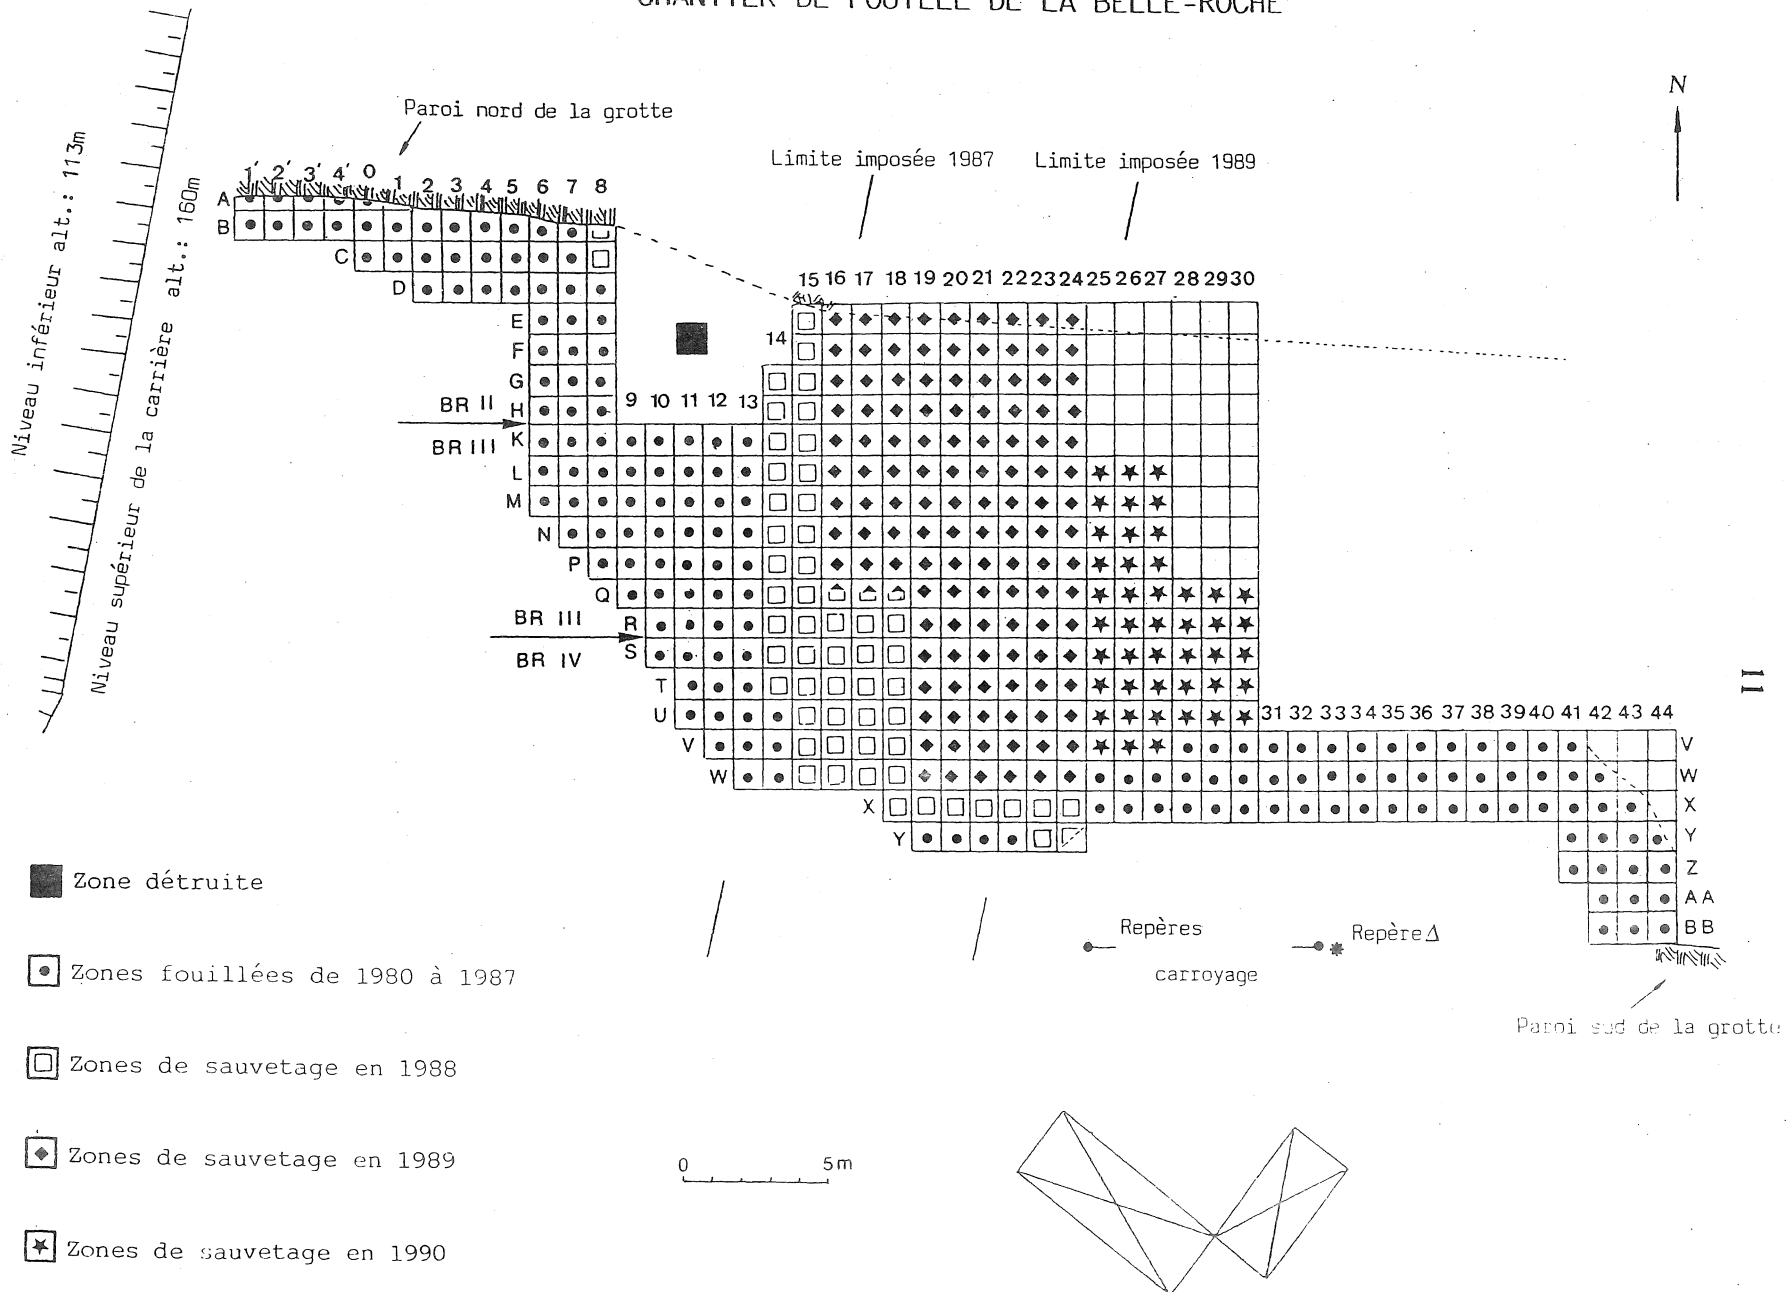 CHANTIER DE FOUILLE DE LA BELLE-ROCHE
N
Paroi nord de la grotte
Limite imposée 1987
Limite imposée 1989
Niveau inférieur alt.: 113m
Niveau supérieur de la carrière alt.: 160m
1' 2' 3' 4' 0 1 2 3 4 5 6 7 8
A
B
C
D
15 16 17 18 19 20 21 22 23 24 25 26 27 28 29 30
E
F
14
G
BR II
H
9 10 11 12 13
BR III
K
L
M
N
P
Q
BR III
R
BR IV
S
T
U
31 32 33 34 35 36 37 38 39 40 41 42 43 44
V
V
W
W
X
X
Y
Y
Z
AA
BB
11
Zone détruite
Zones fouillées de 1980 à 1987
Zones de sauvetage en 1988
Zones de sauvetage en 1989
Zones de sauvetage en 1990
Repères
carroyage
Repère Δ
Paroi sud de la grotte
0 5m